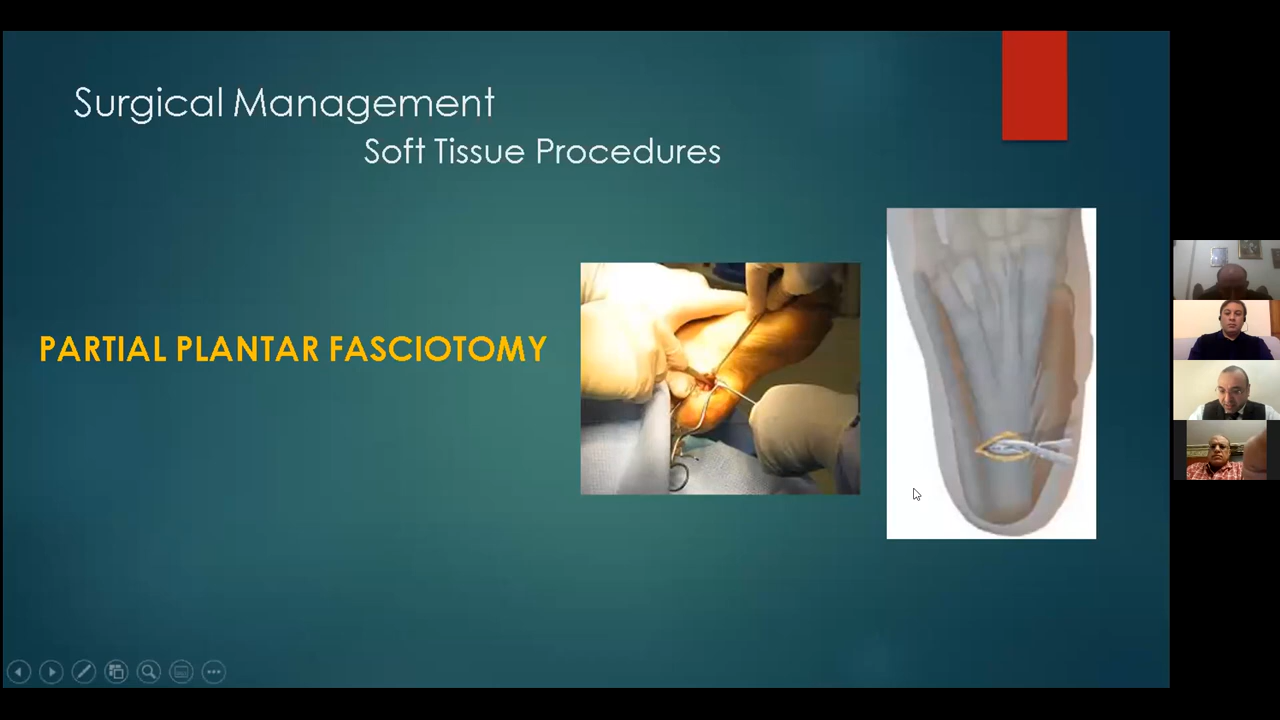 Surgical Management
Soft Tissue Procedures
PARTIAL PLANTAR FASCIOTOMY